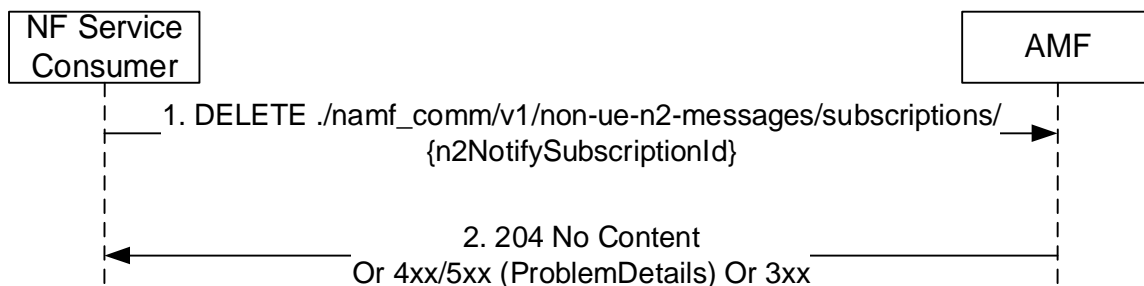 NF Service
Consumer
AMF
1. DELETE ./namf_comm/v1/non-ue-n2-messages/subscriptions/
{n2NotifySubscriptionId}
2. 204 No Content
Or 4xx/5xx (ProblemDetails) Or 3xx